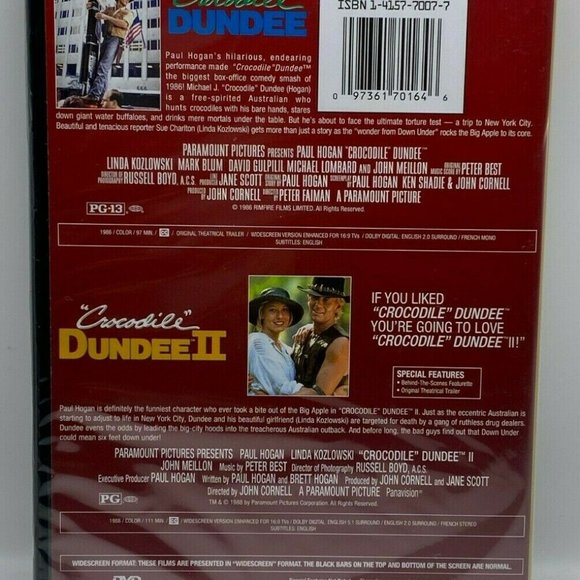 "Crocodile"
DUNDEE
ISBN 1-4157-7007-7
0 97361 70164 6
Paul Hogan's hilarious, endearing
performance made "Crocodile"Dundee™
the biggest box-office comedy smash of
1986! Michael J. "Crocodile" Dundee (Hogan)
is a free-spirited Australian who
hunts crocodiles with his bare hands, stares
down giant water buffaloes, and drinks mere mortals under the table. But he's about to face the ultimate torture test — a trip to New York City.
Beautiful and tenacious reporter Sue Charlton (Linda Kozlowski) gets more than just a story as the "wonder from Down Under" rocks the Big Apple to its core.
PARAMOUNT PICTURES PRESENTS PAUL HOGAN "CROCODILE" DUNDEE™
LINDA KOZLOWSKI MARK BLUM DAVID GULPILIL MICHAEL LOMBARD AND JOHN MEILLON ORIGINAL MUSIC SCORE BY PETER BEST
DIRECTOR OF PHOTOGRAPHY RUSSELL BOYD, A.C.S. LINE PRODUCER JANE SCOTT ORIGINAL STORY BY PAUL HOGAN SCREENPLAY BY PAUL HOGAN KEN SHADIE & JOHN CORNELL
PRODUCED BY JOHN CORNELL DIRECTED BY PETER FAIMAN A PARAMOUNT PICTURE
PG-13
© 1986 RIMFIRE FILMS LIMITED. All Rights Reserved.
1986 / COLOR / 97 MIN. / CC / ORIGINAL THEATRICAL TRAILER / WIDESCREEN VERSION ENHANCED FOR 16:9 TVs / DOLBY DIGITAL, ENGLISH 2.0 SURROUND / FRENCH MONO
SUBTITLES: ENGLISH
"Crocodile"
DUNDEE™ II
IF YOU LIKED
"CROCODILE" DUNDEE™
YOU'RE GOING TO LOVE
"CROCODILE" DUNDEE™ II!"
SPECIAL FEATURES
• Behind-The-Scenes Featurette
• Original Theatrical Trailer
Paul Hogan is definitely the funniest character who ever took a bite out of the Big Apple in "CROCODILE" DUNDEE™ II. Just as the eccentric Australian is
starting to adjust to life in New York City, Dundee and his beautiful girlfriend (Linda Kozlowski) are targeted for death by a gang of ruthless drug dealers.
Dundee evens the odds by leading the big-city hoods into the treacherous Australian outback. And before long, the bad guys find out that Down Under
could mean six feet down under!
PARAMOUNT PICTURES PRESENTS PAUL HOGAN LINDA KOZLOWSKI "CROCODILE" DUNDEE™ II
JOHN MEILLON Music by PETER BEST Director of Photography RUSSELL BOYD, A.C.S.
Executive Producer PAUL HOGAN Written by PAUL HOGAN and BRETT HOGAN Produced by JOHN CORNELL and JANE SCOTT
Directed by JOHN CORNELL A PARAMOUNT PICTURE Panavision®
PG
TM & © 1988 by Paramount Pictures Corporation. All Rights Reserved.
1988 / COLOR / 111 MIN. / CC / WIDESCREEN VERSION ENHANCED FOR 16:9 TVs / DOLBY DIGITAL, ENGLISH 5.1 SURROUND / ENGLISH 2.0 SURROUND / FRENCH STEREO
SUBTITLES: ENGLISH
WIDESCREEN FORMAT: THESE FILMS ARE PRESENTED IN "WIDESCREEN" FORMAT. THE BLACK BARS ON THE TOP AND BOTTOM OF THE SCREEN ARE NORMAL.